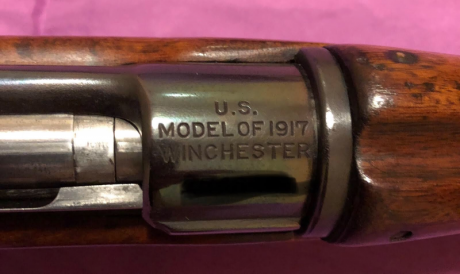 U.S.
MODEL OF 1917
WINCHESTER